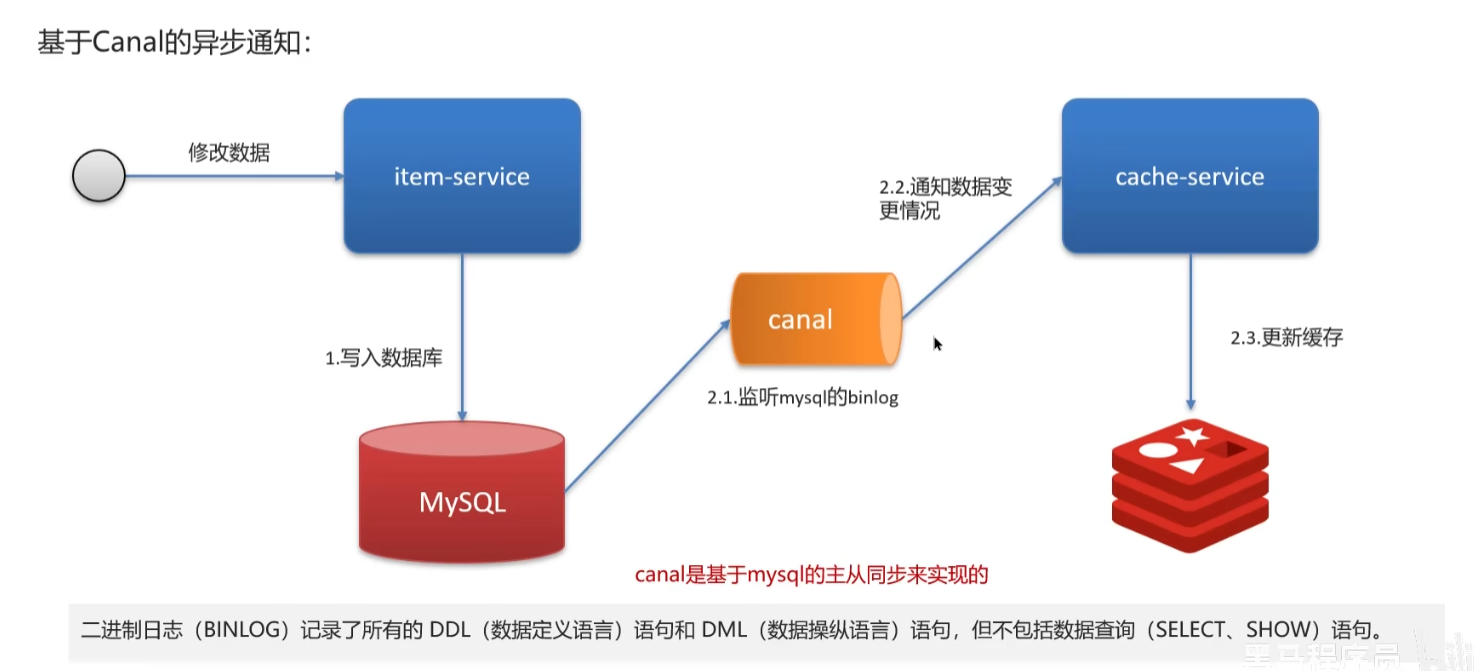 基于Canal的异步通知：
修改数据
item-service
cache-service
2.2.通知数据变
更情况
canal
1.写入数据库
2.3.更新缓存
2.1.监听mysql的binlog
MySQL
canal是基于mysql的主从同步来实现的
二进制日志（BINLOG）记录了所有的 DDL（数据定义语言）语句和 DML（数据操纵语言）语句，但不包括数据查询（SELECT、SHOW）语句。
黑马程序员